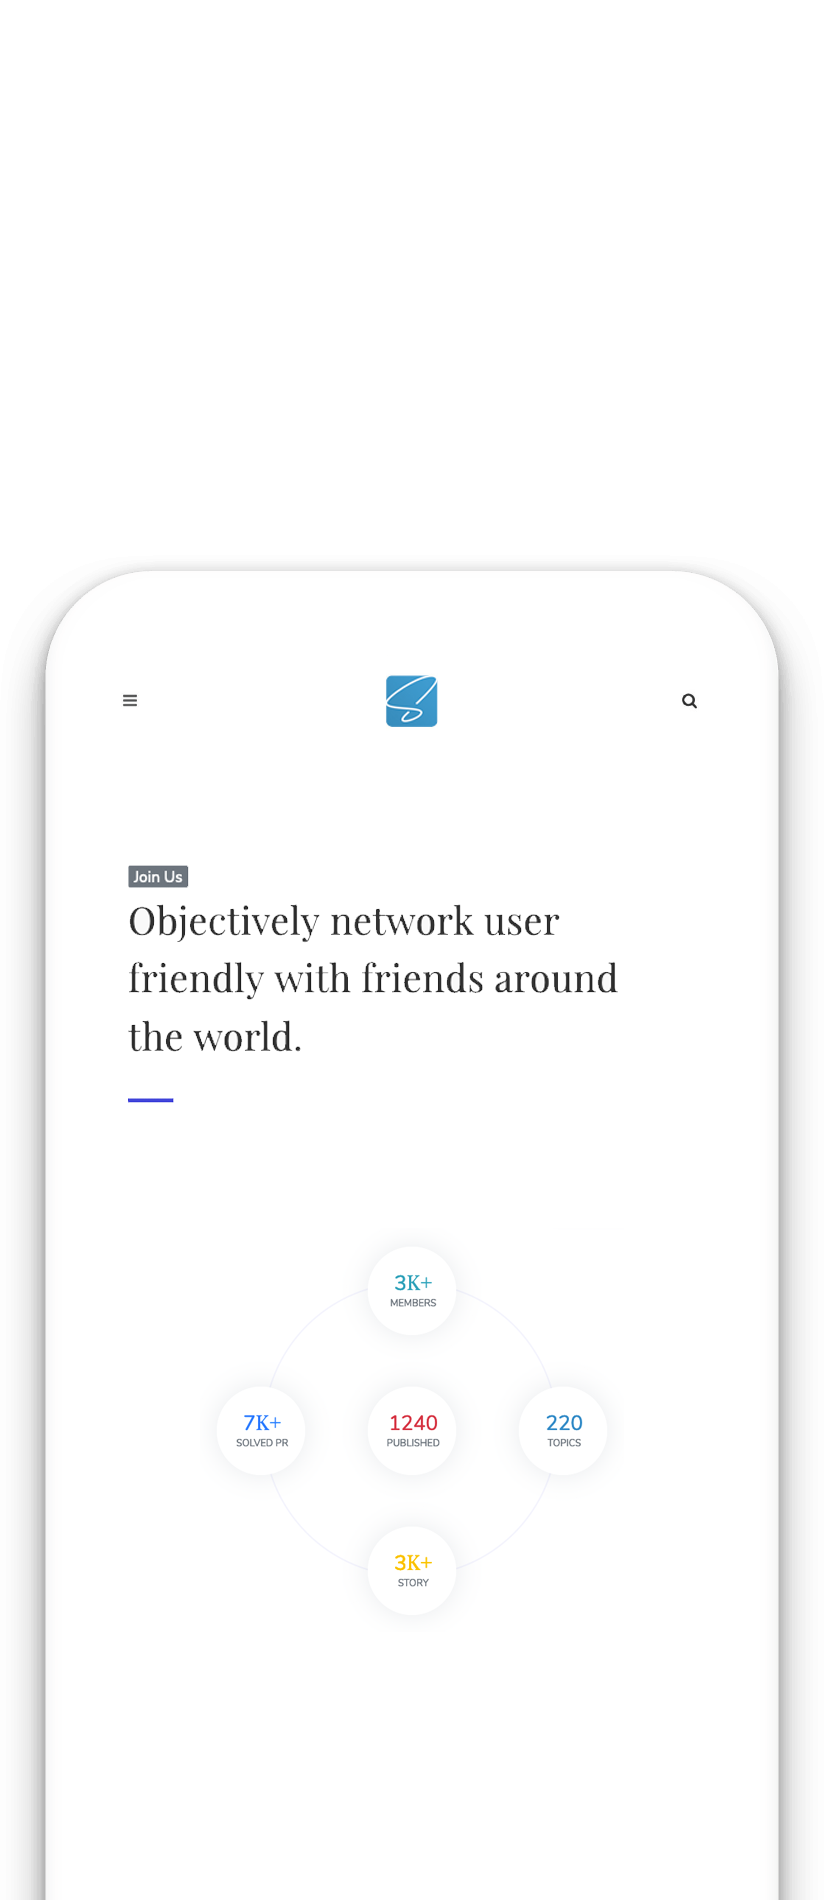 Join Us
Objectively network user
friendly with friends around
the world.
3K+
MEMBERS
7K+
SOLVED PR
1240
PUBLISHED
220
TOPICS
3K+
STORY